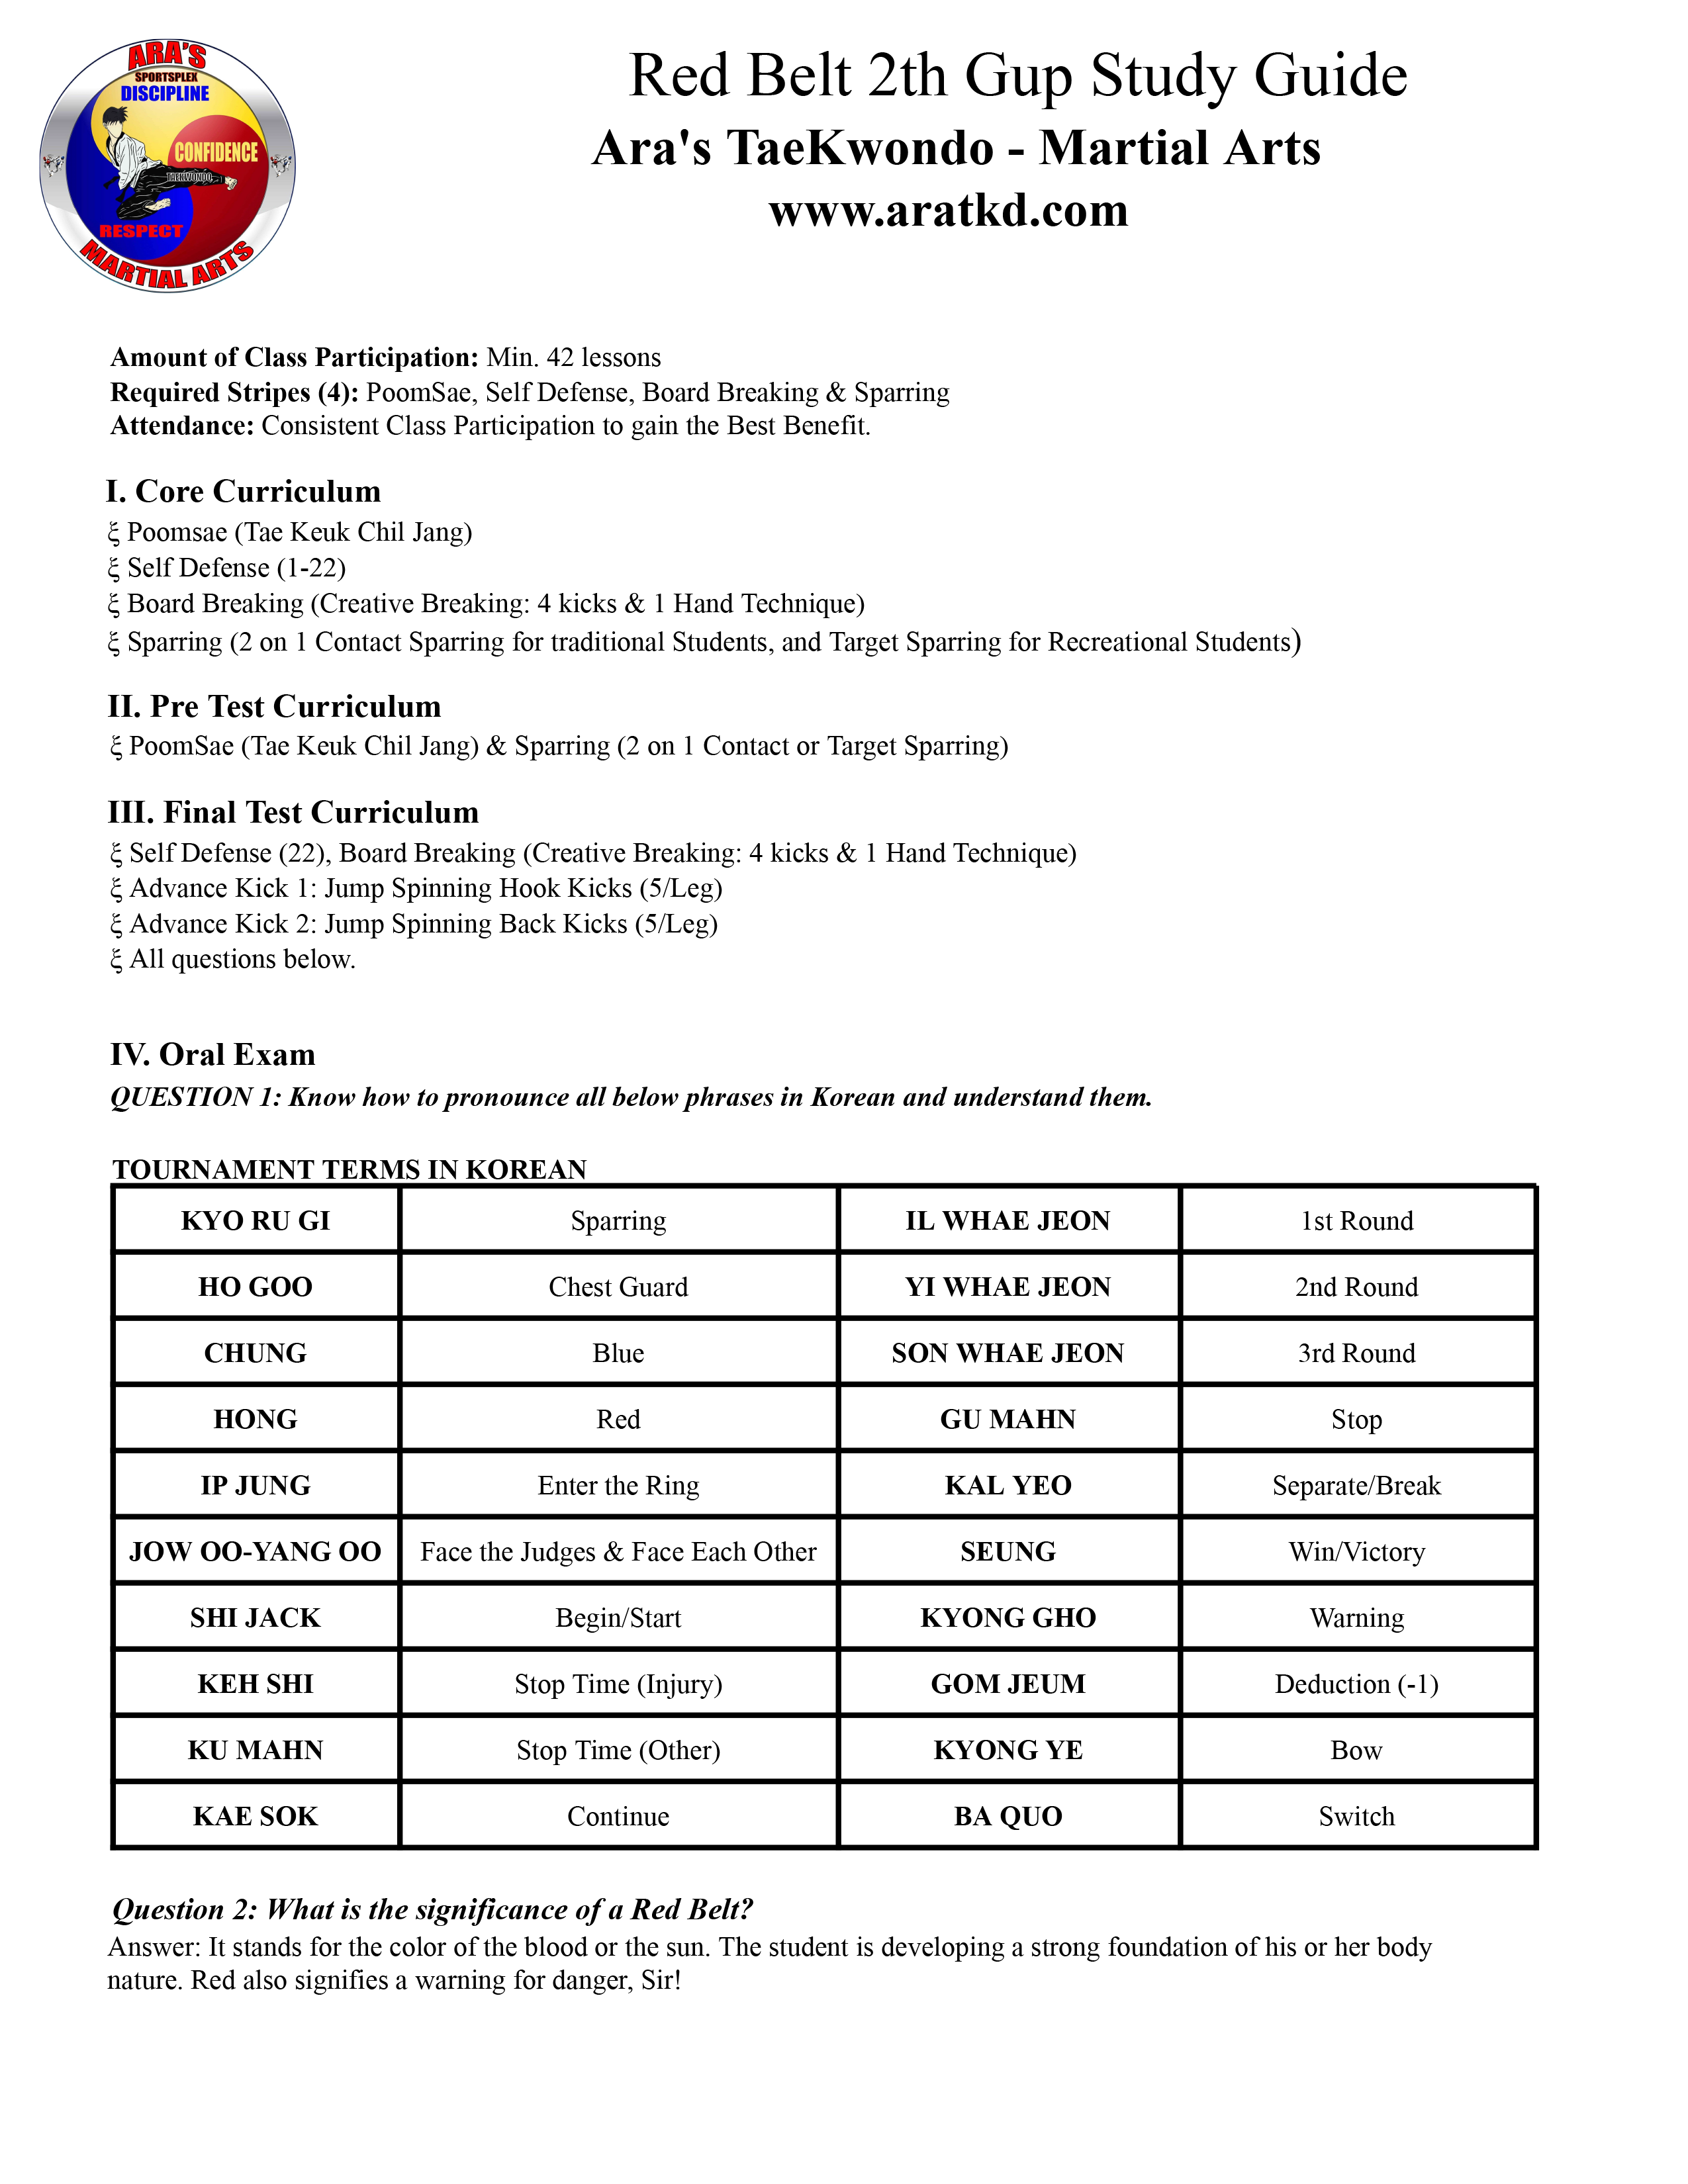 ARA'S
SPORTSPLEX
DISCIPLINE
CONFIDENCE
TAEKWONDO
RESPECT
MARTIAL ARTS
Red Belt 2th Gup Study Guide
Ara's TaeKwondo - Martial Arts
www.aratkd.com
Amount of Class Participation: Min. 42 lessons
Required Stripes (4): PoomSae, Self Defense, Board Breaking & Sparring
Attendance: Consistent Class Participation to gain the Best Benefit.
I. Core Curriculum
ξ Poomsae (Tae Keuk Chil Jang)
ξ Self Defense (1-22)
ξ Board Breaking (Creative Breaking: 4 kicks & 1 Hand Technique)
ξ Sparring (2 on 1 Contact Sparring for traditional Students, and Target Sparring for Recreational Students)
II. Pre Test Curriculum
ξ PoomSae (Tae Keuk Chil Jang) & Sparring (2 on 1 Contact or Target Sparring)
III. Final Test Curriculum
ξ Self Defense (22), Board Breaking (Creative Breaking: 4 kicks & 1 Hand Technique)
ξ Advance Kick 1: Jump Spinning Hook Kicks (5/Leg)
ξ Advance Kick 2: Jump Spinning Back Kicks (5/Leg)
ξ All questions below.
IV. Oral Exam
QUESTION 1: Know how to pronounce all below phrases in Korean and understand them.
TOURNAMENT TERMS IN KOREAN
KYO RU GI Sparring IL WHAE JEON 1st Round
HO GOO Chest Guard YI WHAE JEON 2nd Round
CHUNG Blue SON WHAE JEON 3rd Round
HONG Red GU MAHN Stop
IP JUNG Enter the Ring KAL YEO Separate/Break
JOW OO-YANG OO Face the Judges & Face Each Other SEUNG Win/Victory
SHI JACK Begin/Start KYONG GHO Warning
KEH SHI Stop Time (Injury) GOM JEUM Deduction (-1)
KU MAHN Stop Time (Other) KYONG YE Bow
KAE SOK Continue BA QUO Switch
Question 2: What is the significance of a Red Belt?
Answer: It stands for the color of the blood or the sun. The student is developing a strong foundation of his or her body
nature. Red also signifies a warning for danger, Sir!